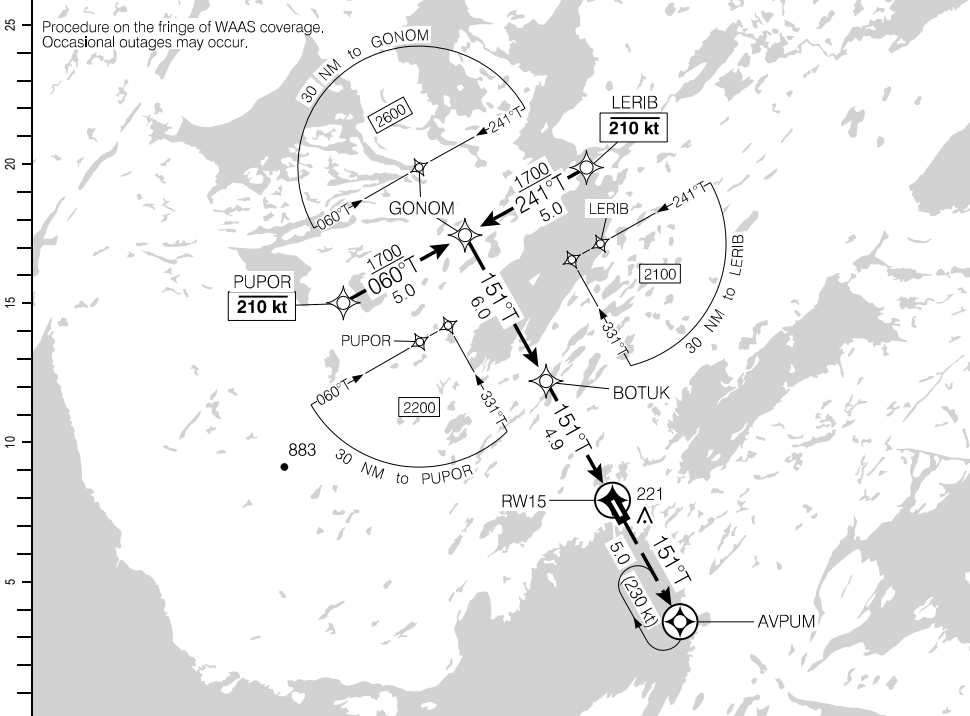 25
Procedure on the fringe of WAAS coverage.
Occasional outages may occur.
30 NM to GONOM
2600
241°T
060°T
GONOM
LERIB
210 kt
1700
241°T
5.0
20
LERIB
241°T
2100
331°T
30 NM to LERIB
1700
060°T
5.0
PUPOR
210 kt
15
151°T
6.0
PUPOR
060°T
2200
331°T
30 NM to PUPOR
BOTUK
151°T
4.9
10
883
RW15
221
5
151°T
5.0
(230 kt)
AVPUM